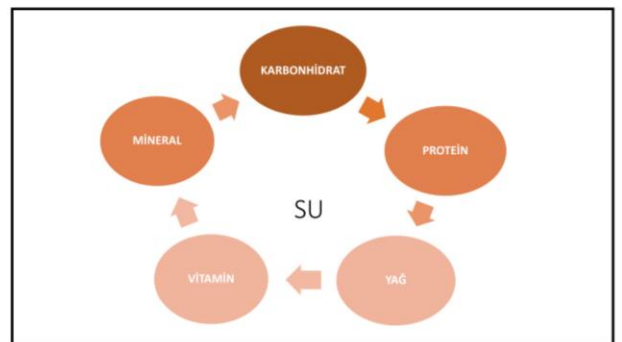 KARBONHİDRAT
PROTEİN
YAĞ
VİTAMİN
MİNERAL
SU